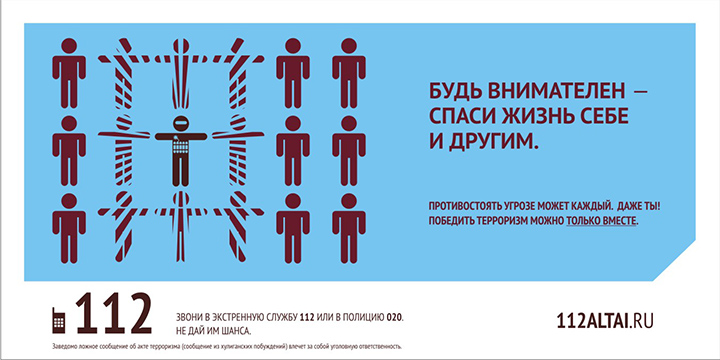 БУДЬ ВНИМАТЕЛЕН —
СПАСИ ЖИЗНЬ СЕБЕ
И ДРУГИМ.
ПРОТИВОСТОЯТЬ УГРОЗЕ МОЖЕТ КАЖДЫЙ. ДАЖЕ ТЫ!
ПОБЕДИТЬ ТЕРРОРИЗМ МОЖНО ТОЛЬКО ВМЕСТЕ.
112
ЗВОНИ В ЭКСТРЕННУЮ СЛУЖБУ 112 ИЛИ В ПОЛИЦИЮ 020.
НЕ ДАЙ ИМ ШАНСА.
112ALTAI.RU
Заведомо ложное сообщение об акте терроризма (сообщение из хулиганских побуждений) влечет за собой уголовную ответственность.